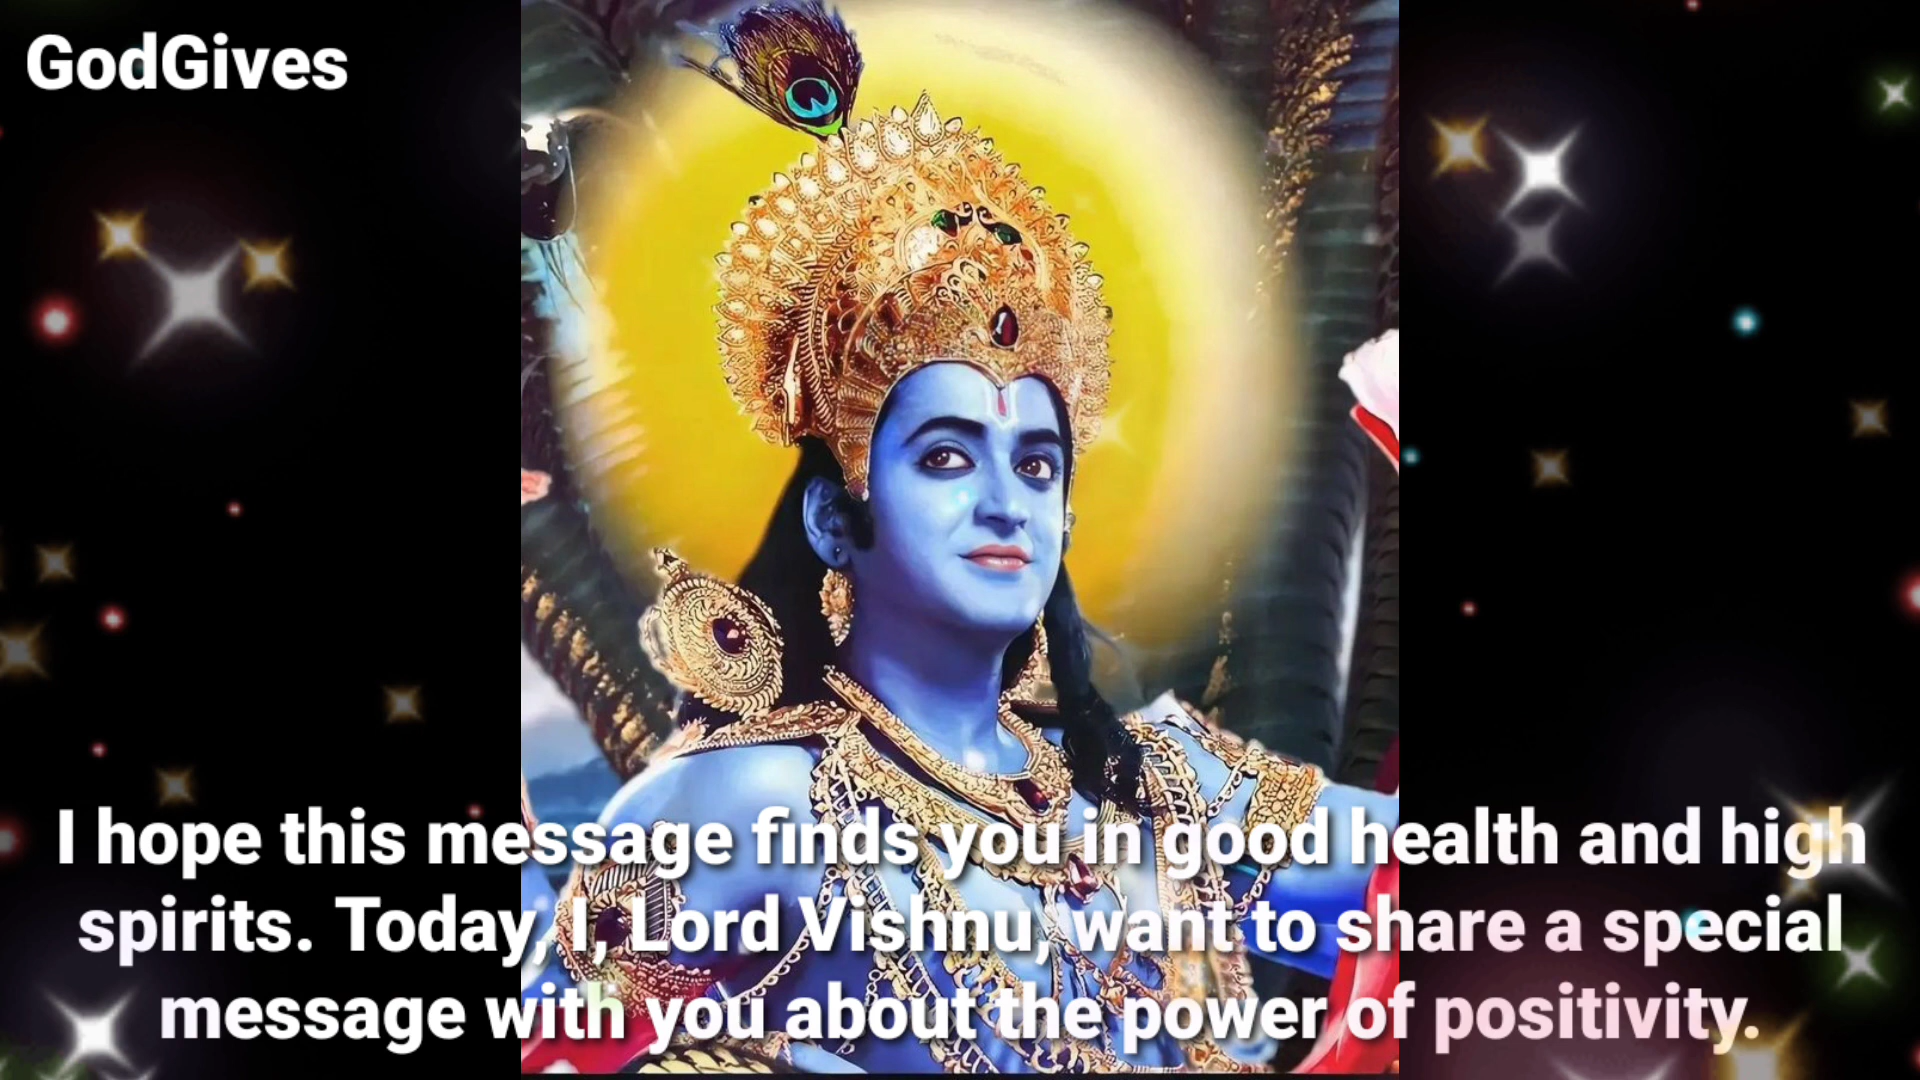 GodGives
I hope this message finds you in good health and high
spirits. Today, I, Lord Vishnu, want to share a special
message with you about the power of positivity.